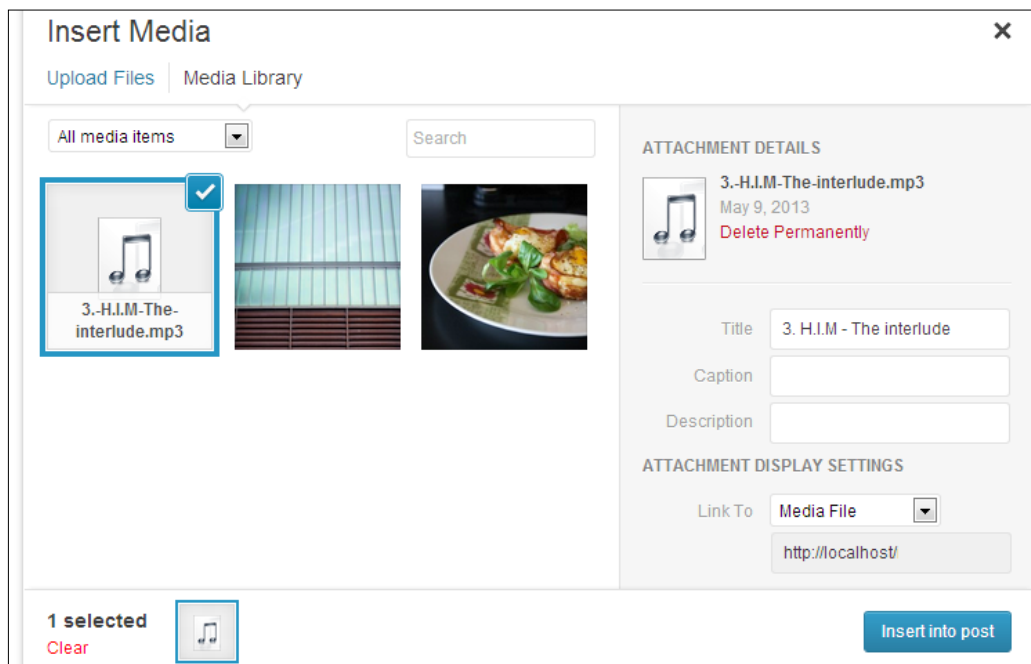 Insert Media
Upload Files
Media Library
All media items
Search
3.-H.I.M-The-
interlude.mp3
ATTACHMENT DETAILS
3.-H.I.M-The-interlude.mp3
May 9, 2013
Delete Permanently
Title
3. H.I.M - The interlude
Caption
Description
ATTACHMENT DISPLAY SETTINGS
Link To
Media File
http://localhost/
1 selected
Clear
Insert into post